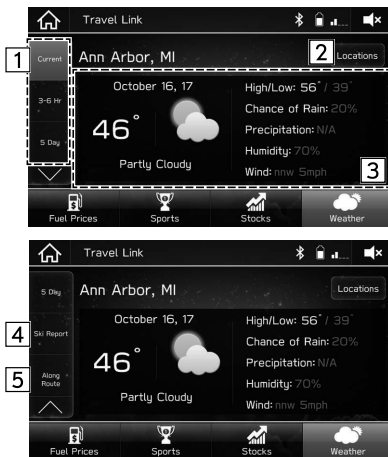 Travel Link
1
Current
3-6 Hr
5 Day
Ann Arbor, MI
2
Locations
October 16, 17
46°
Partly Cloudy
High/Low: 56° / 39°
Chance of Rain: 20%
Precipitation: N/A
Humidity: 70%
Wind: nnw 5mph
3
Fuel Prices
Sports
Stocks
Weather
Travel Link
5 Day
4
Ski Report
5
Along
Route
Ann Arbor, MI
Locations
October 16, 17
46°
Partly Cloudy
High/Low: 56° / 39°
Chance of Rain: 20%
Precipitation: N/A
Humidity: 70%
Wind: nnw 5mph
Fuel Prices
Sports
Stocks
Weather